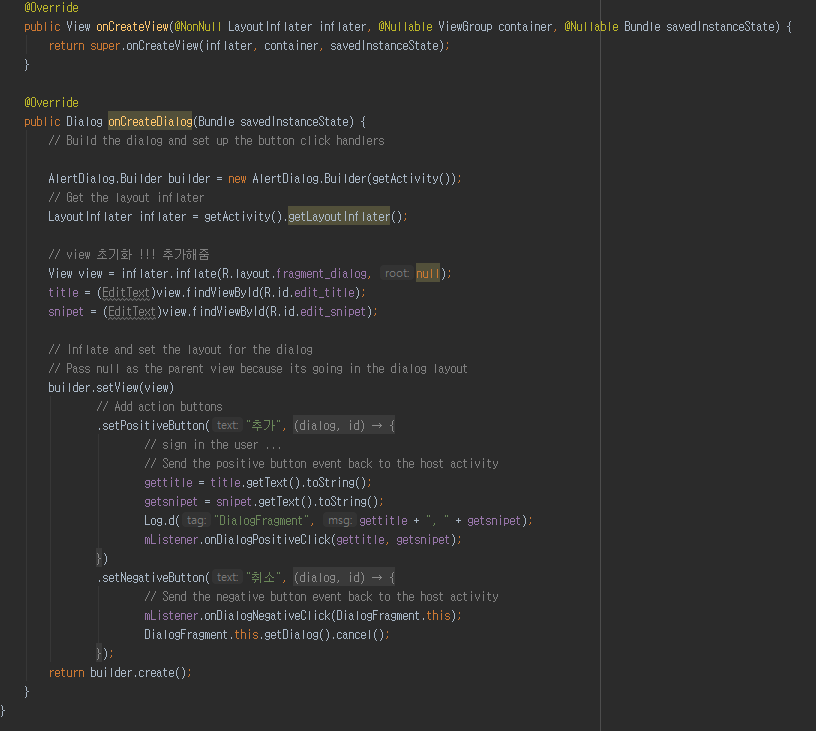 @Override
public View onCreateView(@NonNull LayoutInflater inflater, @Nullable ViewGroup container, @Nullable Bundle savedInstanceState) {
return super.onCreateView(inflater, container, savedInstanceState);
}
@Override
public Dialog onCreateDialog(Bundle savedInstanceState) {
// Build the dialog and set up the button click handlers
AlertDialog.Builder builder = new AlertDialog.Builder(getActivity());
// Get the layout inflater
LayoutInflater inflater = getActivity().getLayoutInflater();
// view 초기화 !!! 추가해줌
View view = inflater.inflate(R.layout.fragment_dialog, root: null);
title = (EditText)view.findViewById(R.id.edit_title);
snipet = (EditText)view.findViewById(R.id.edit_snipet);
// Inflate and set the layout for the dialog
// Pass null as the parent view because its going in the dialog layout
builder.setView(view)
// Add action buttons
.setPositiveButton( text: "추가", (dialog, id) → {
// sign in the user ...
// Send the positive button event back to the host activity
gettitle = title.getText().toString();
getsnipet = snipet.getText().toString();
Log.d( tag: "DialogFragment", msg: gettitle + ", " + getsnipet);
mListener.onDialogPositiveClick(gettitle, getsnipet);
})
.setNegativeButton( text: "취소", (dialog, id) → {
// Send the negative button event back to the host activity
mListener.onDialogNegativeClick(DialogFragment.this);
DialogFragment.this.getDialog().cancel();
});
return builder.create();
}
}